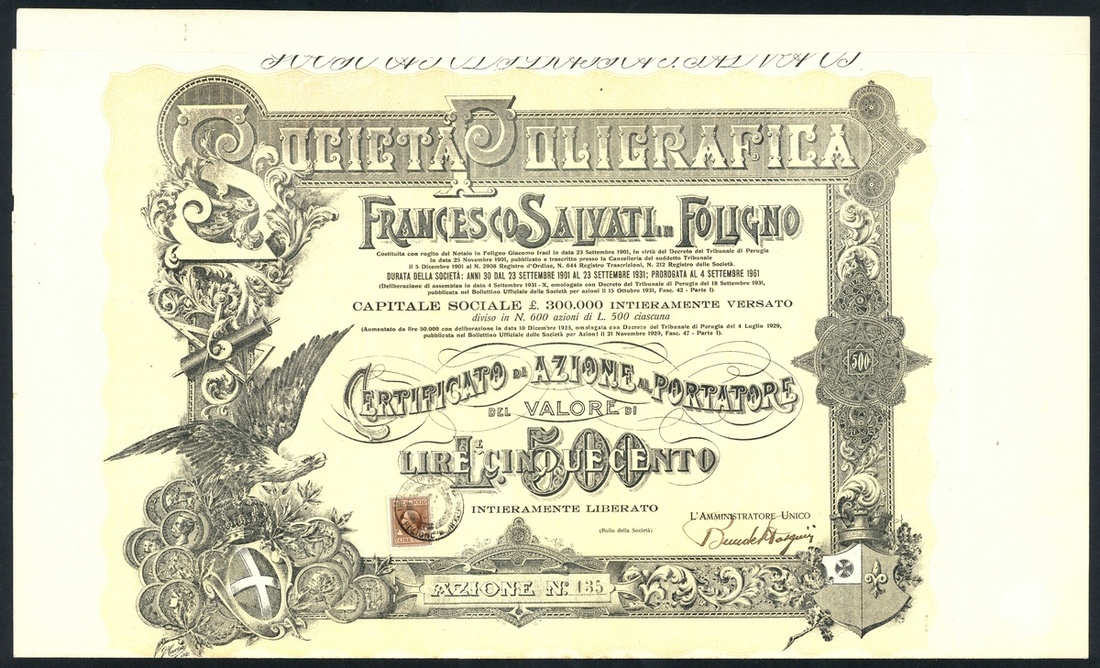 SOCIETÀ POLIGRAFICA
FRANCESCO SALVATI IN FOLIGNO
Costituita con rogito del Notaio in Foligno Giacomo Iraci in data 23 Settembre 1901, in virtù del Decreto del Tribunale di Perugia
in data 25 Novembre 1901, pubblicato e trascritto presso la Cancelleria del suddetto Tribunale
il 5 Dicembre 1901 al N. 2938 Registro d'Ordine, N. 644 Registro Trascrizioni, N. 212 Registro delle Società.
DURATA DELLA SOCIETÀ: ANNI 30 DAL 23 SETTEMBRE 1901 AL 23 SETTEMBRE 1931; PROROGATA AL 4 SETTEMBRE 1961
(Deliberazione di assemblea in data 4 Settembre 1931 - X, omologata con Decreto del Tribunale di Perugia del 18 Settembre 1931,
pubblicata nel Bollettino Ufficiale delle Società per azioni il 15 Ottobre 1931, Fasc. 42 - Parte I).
CAPITALE SOCIALE £. 300.000 INTIERAMENTE VERSATO
diviso in N. 600 azioni di L. 500 ciascuna
(Aumentato da lire 50.000 con deliberazione in data 10 Dicembre 1923, omologata con Decreto del Tribunale di Perugia del 4 Luglio 1929,
pubblicata nel Bollettino Ufficiale delle Società per Azioni il 21 Novembre 1929, Fasc. 47 - Parte I).
500
CERTIFICATO DI AZIONE AL PORTATORE
DEL VALORE DI
LIRE CINQUECENTO
L. 500
INTIERAMENTE LIBERATO
(Bollo della Società)
L'AMMINISTRATORE UNICO
FOLIGNO
AZIONE N. 135